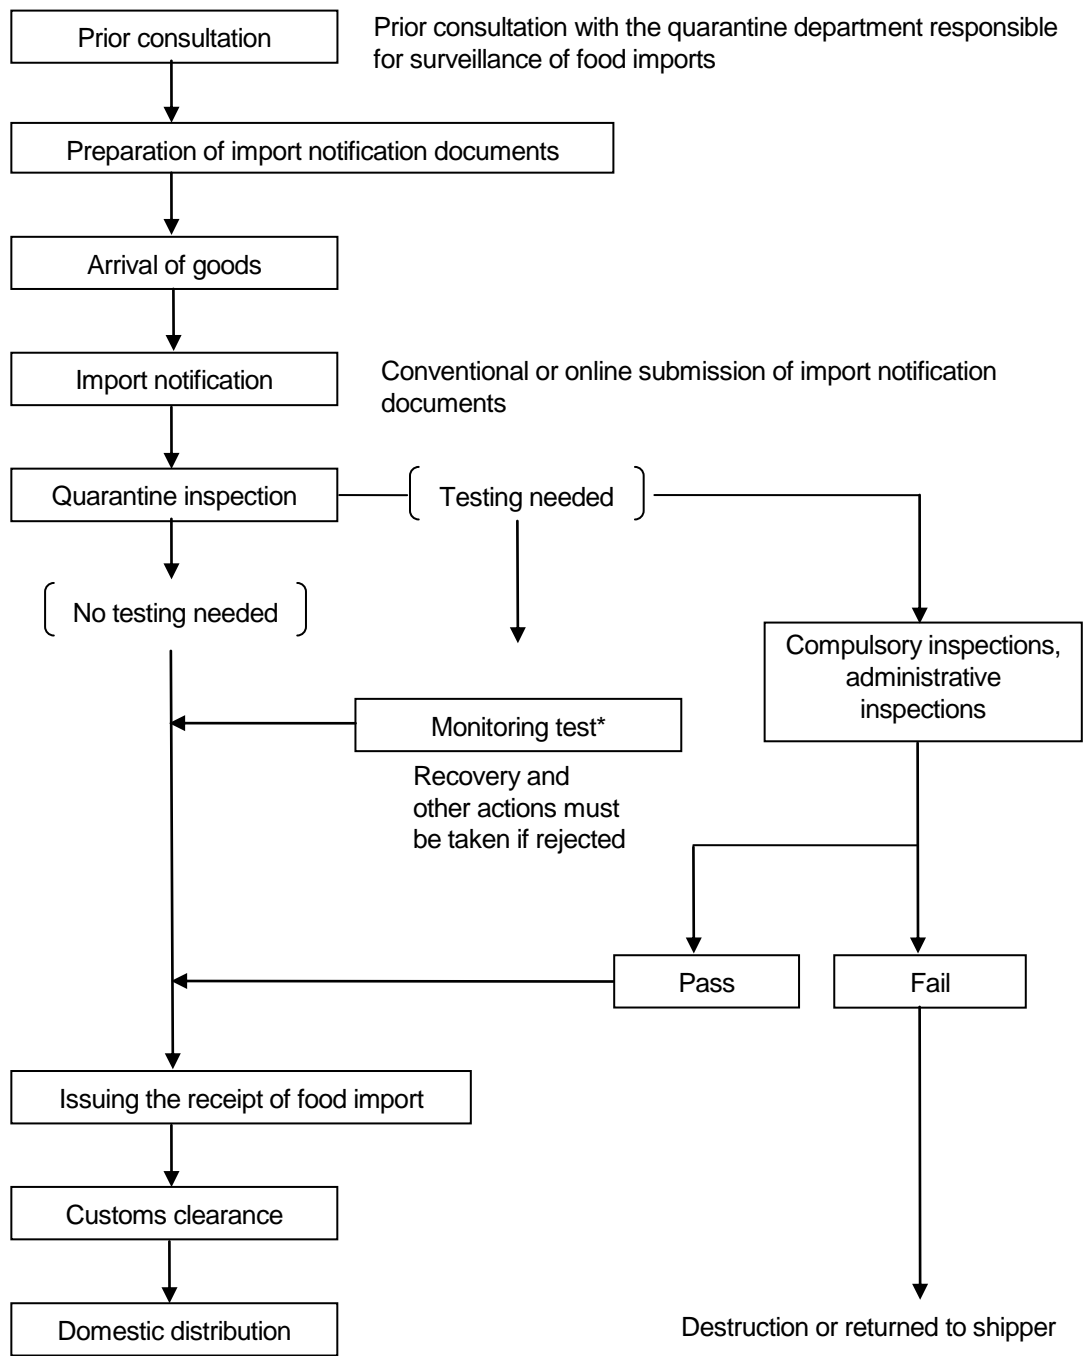 Prior consultation
Prior consultation with the quarantine department responsible
for surveillance of food imports
Preparation of import notification documents
Arrival of goods
Import notification
Conventional or online submission of import notification
documents
Quarantine inspection
Testing needed
No testing needed
Compulsory inspections,
administrative
inspections
Monitoring test*
Recovery and
other actions must
be taken if rejected
Pass
Fail
Issuing the receipt of food import
Customs clearance
Domestic distribution
Destruction or returned to shipper